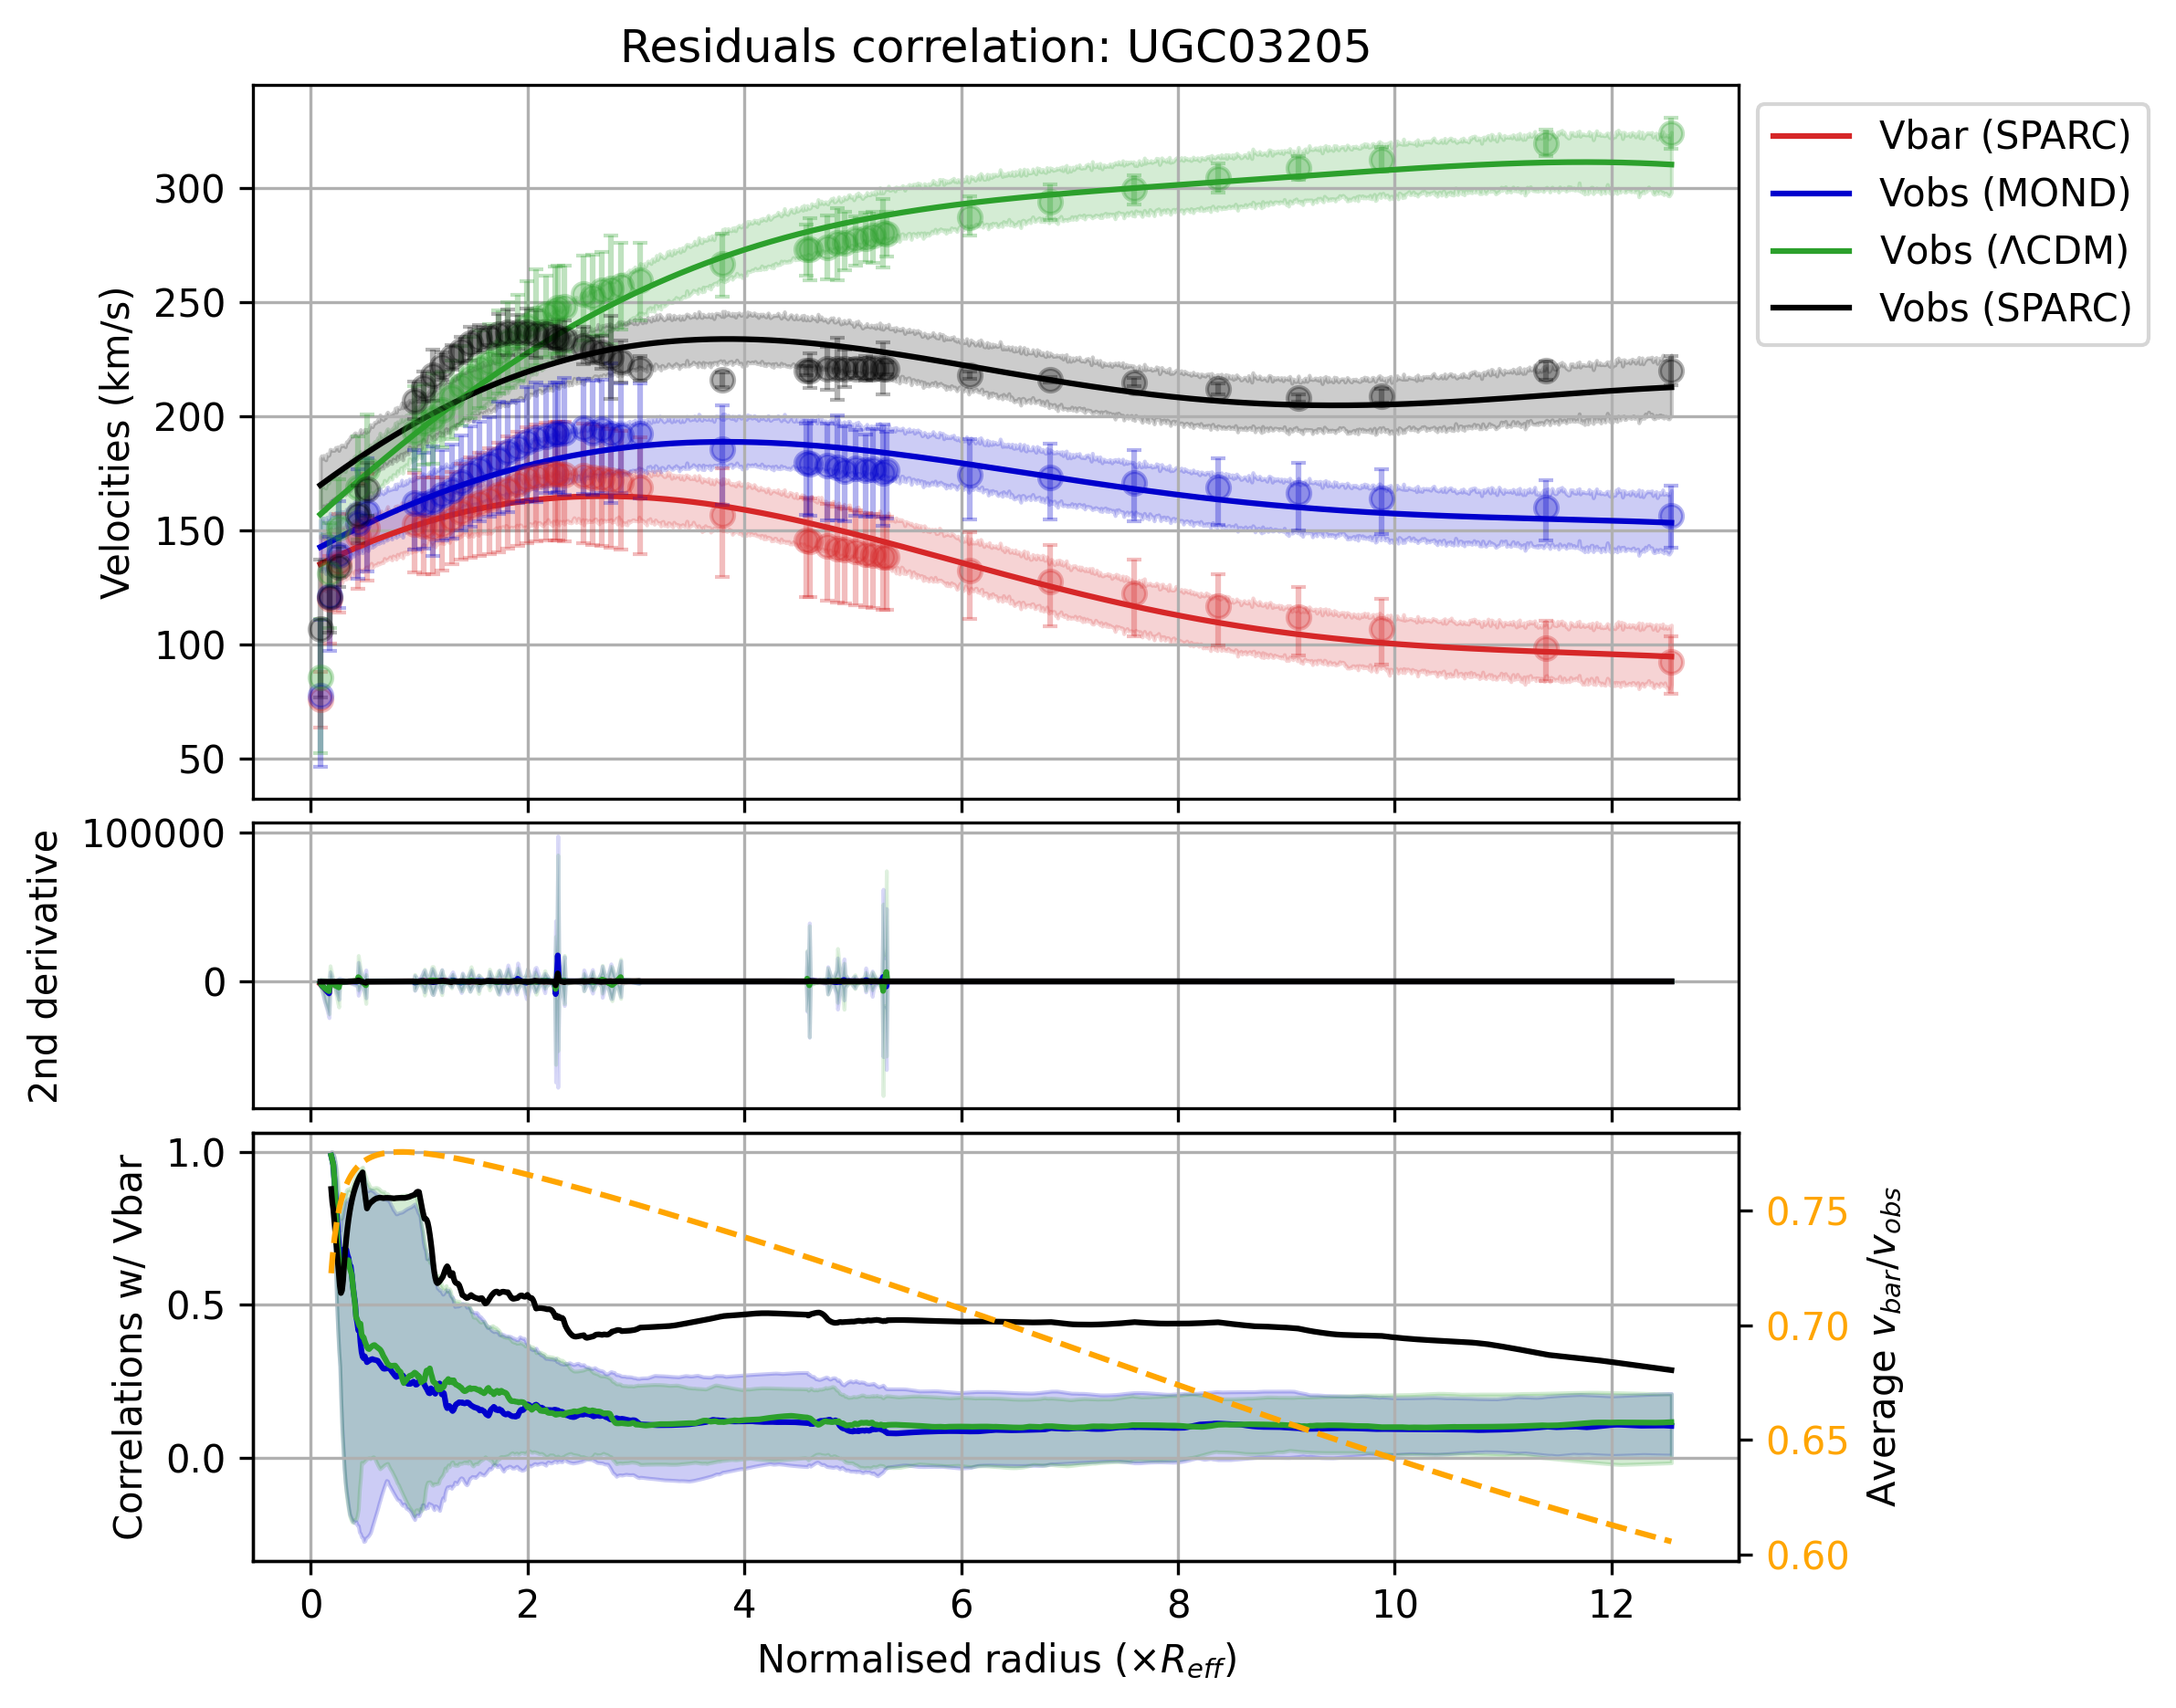 Residuals correlation: UGC03205
Velocities (km/s)
300
250
200
150
100
50
Vbar (SPARC)
Vobs (MOND)
Vobs (ΛCDM)
Vobs (SPARC)
2nd derivative
100000
0
Correlations w/ Vbar
1.0
0.5
0.0
0.75
0.70
0.65
0.60
Average v_bar/v_obs
0 2 4 6 8 10 12
Normalised radius (×R_eff)